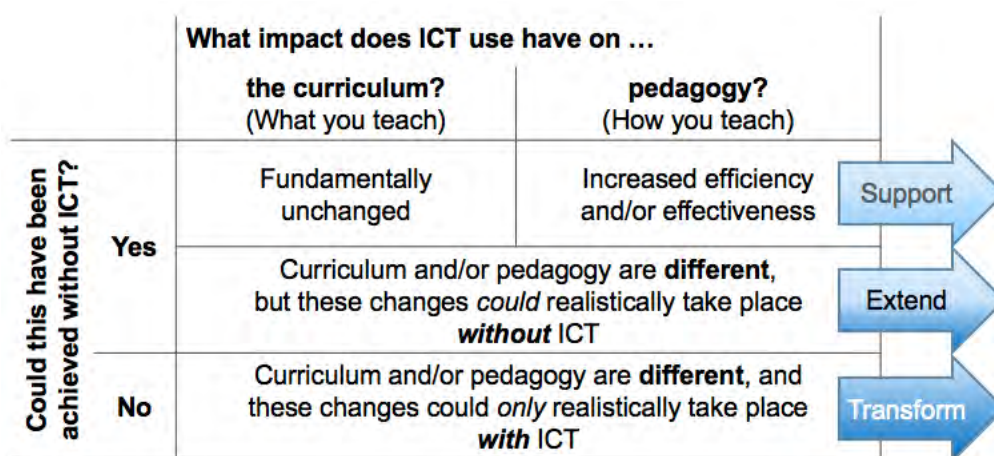 What impact does ICT use have on ...
the curriculum?
(What you teach)
pedagogy?
(How you teach)
Could this have been
achieved without ICT?
Yes
Fundamentally
unchanged
Increased efficiency
and/or effectiveness
Support
Curriculum and/or pedagogy are different,
but these changes could realistically take place
without ICT
Extend
No
Curriculum and/or pedagogy are different, and
these changes could only realistically take place
with ICT
Transform